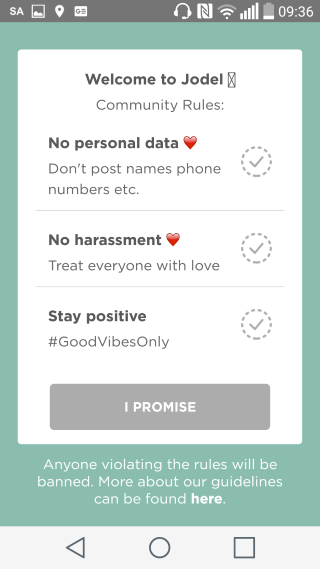 SA GE 09:36
Welcome to Jodel
Community Rules:
No personal data ❤️
Don't post names phone
numbers etc.
No harassment ❤️
Treat everyone with love
Stay positive
#GoodVibesOnly
I PROMISE
Anyone violating the rules will be
banned. More about our guidelines
can be found here.